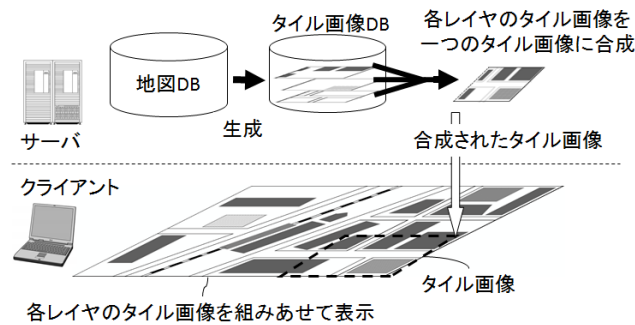 タイル画像DB
各レイヤのタイル画像を
一つのタイル画像に合成
地図DB
サーバ
生成
合成されたタイル画像
クライアント
タイル画像
各レイヤのタイル画像を組みあせて表示